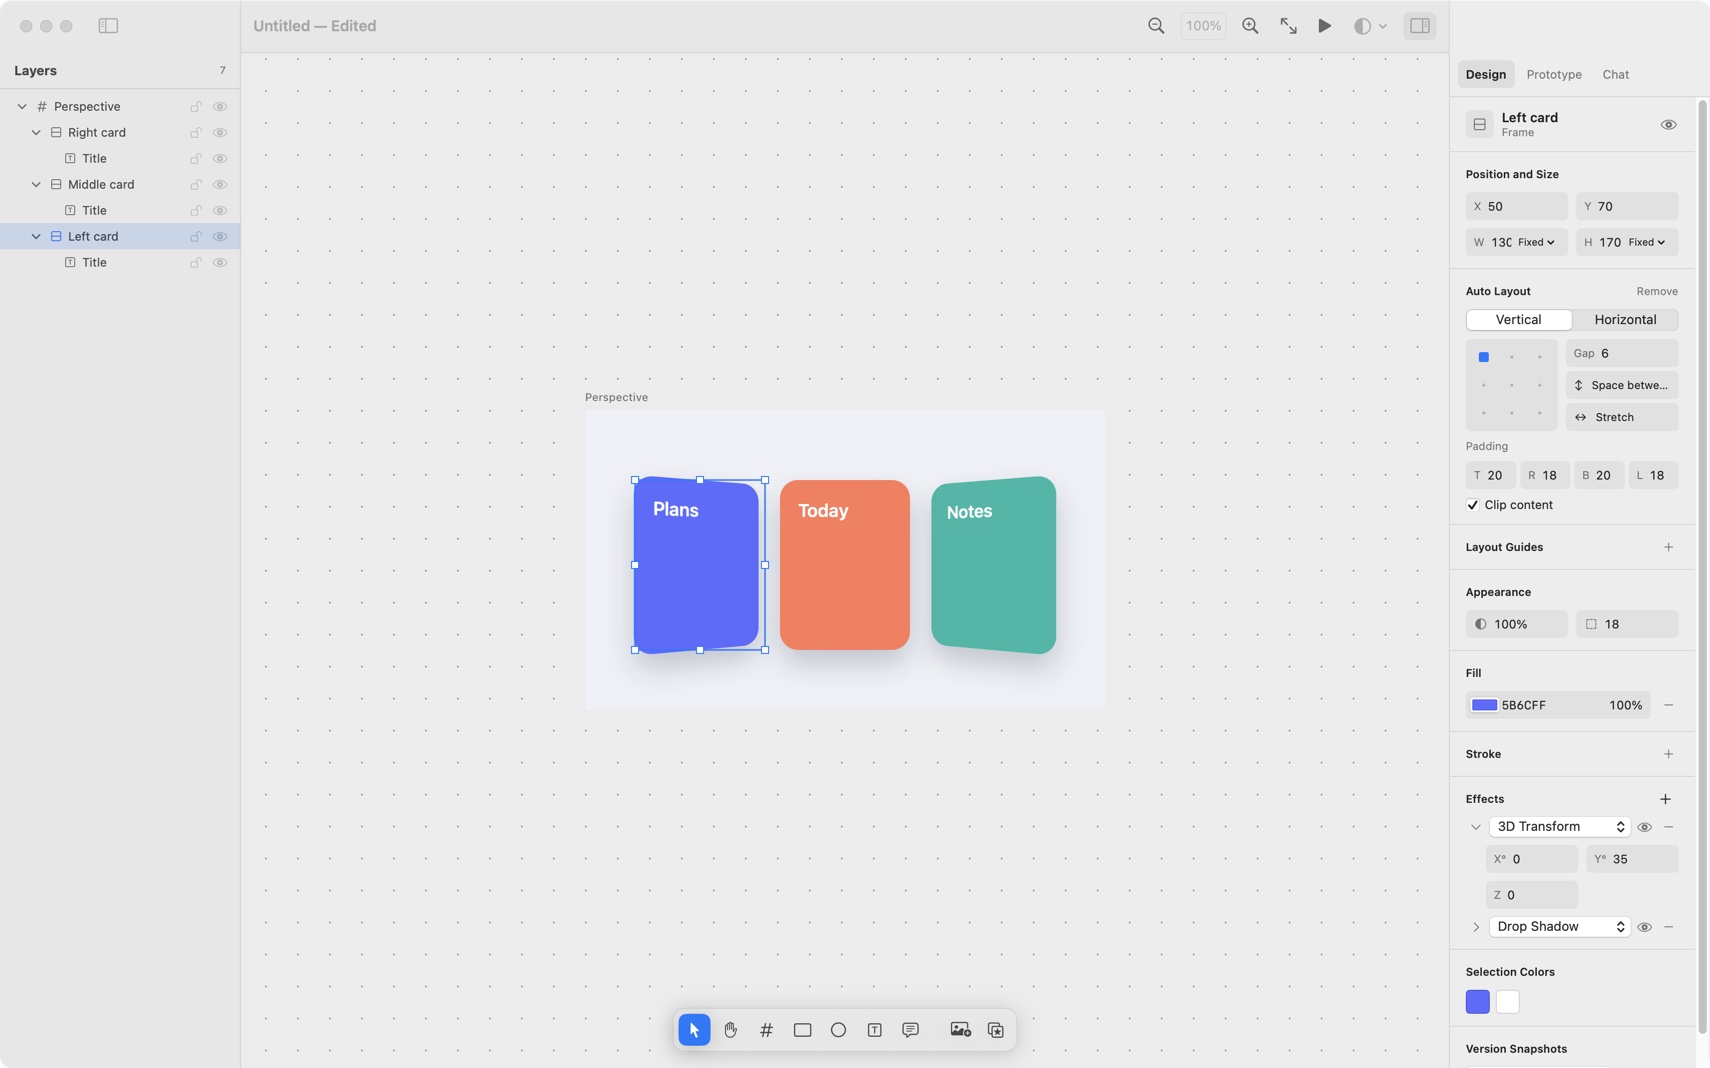 Untitled — Edited
100%
Layers
7
Perspective
Right card
Title
Middle card
Title
Left card
Title
Perspective
Plans
Today
Notes
Design
Prototype
Chat
Left card
Frame
Position and Size
X 50
Y 70
W 130 Fixed
H 170 Fixed
Auto Layout
Remove
Vertical
Horizontal
Gap 6
Space betwe...
Stretch
Padding
T 20
R 18
B 20
L 18
Clip content
Layout Guides
Appearance
100%
18
Fill
5B6CFF
100%
Stroke
Effects
3D Transform
X° 0
Y° 35
Z 0
Drop Shadow
Selection Colors
Version Snapshots